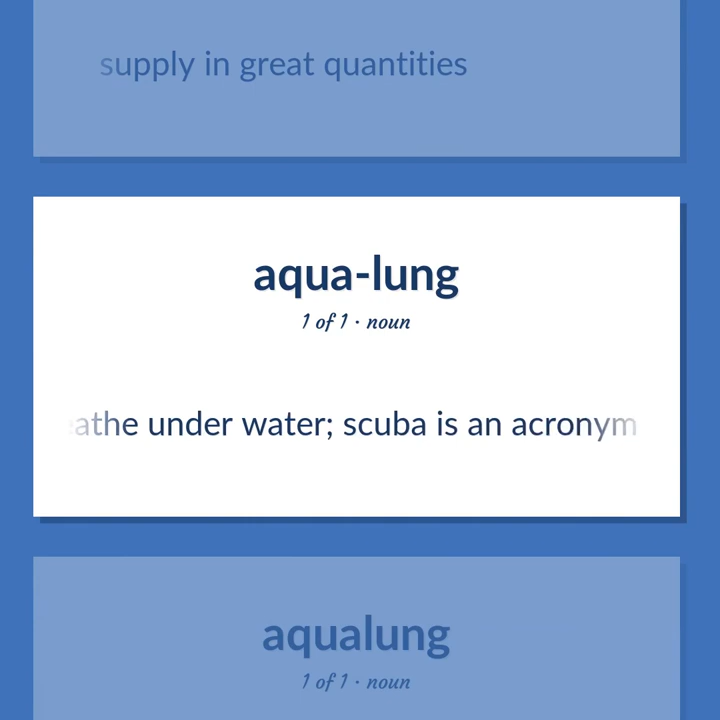 supply in great quantities
aqua-lung
1 of 1 · noun
athe under water; scuba is an acronym
aqualung
1 of 1 · noun